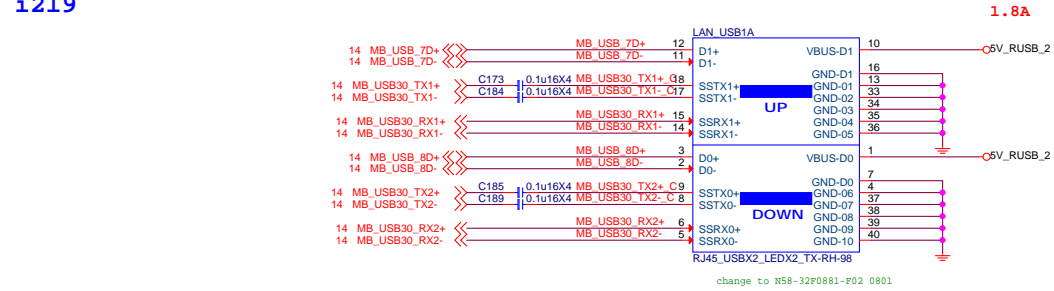 i219
1.8A
LAN_USB1A
14 MB_USB_7D+ MB_USB_7D+ 12 D1+ VBUS-D1 10 5V_RUSB_2
14 MB_USB_7D- MB_USB_7D- 11 D1-
GND-D1 16
14 MB_USB30_TX1+ C173 0.1u16X4 MB_USB30_TX1+_C 18 SSTX1+ GND-01 13
14 MB_USB30_TX1- C184 0.1u16X4 MB_USB30_TX1-_C 17 SSTX1- GND-02 33
UP GND-03 34
14 MB_USB30_RX1+ MB_USB30_RX1+ 15 SSRX1+ GND-04 35
14 MB_USB30_RX1- MB_USB30_RX1- 14 SSRX1- GND-05 36
14 MB_USB_8D+ MB_USB_8D+ 3 D0+ VBUS-D0 1 5V_RUSB_2
14 MB_USB_8D- MB_USB_8D- 2 D0-
GND-D0 7
14 MB_USB30_TX2+ C185 0.1u16X4 MB_USB30_TX2+_C 9 SSTX0+ GND-06 4
14 MB_USB30_TX2- C189 0.1u16X4 MB_USB30_TX2-_C 8 SSTX0- GND-07 37
DOWN GND-08 38
14 MB_USB30_RX2+ MB_USB30_RX2+ 6 SSRX0+ GND-09 39
14 MB_USB30_RX2- MB_USB30_RX2- 5 SSRX0- GND-10 40
RJ45_USBX2_LEDX2_TX-RH-98
change to N58-32F0881-F02 0801